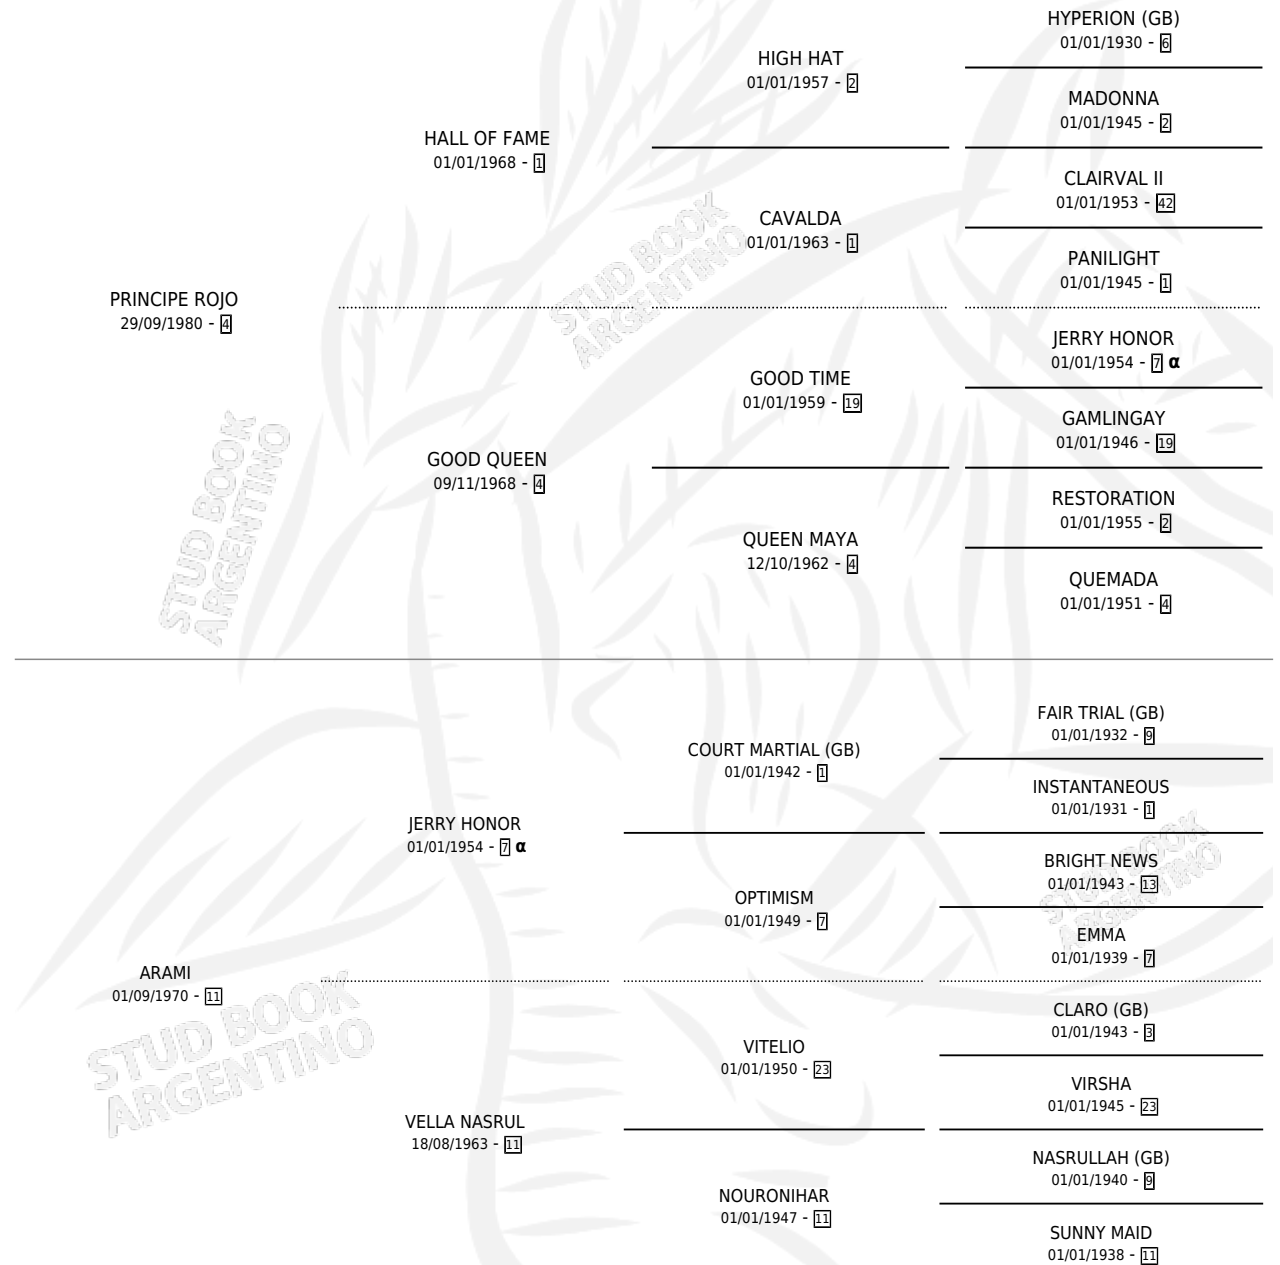 HYPERION (GB)
01/01/1930 - 6
HIGH HAT
01/01/1957 - 2
MADONNA
01/01/1945 - 2
HALL OF FAME
01/01/1968 - 1
CLAIRVAL II
01/01/1953 - 42
CAVALDA
01/01/1963 - 1
PANILIGHT
01/01/1945 - 1
PRINCIPE ROJO
29/09/1980 - 4
JERRY HONOR
01/01/1954 - 7 α
GOOD TIME
01/01/1959 - 19
GAMLINGAY
01/01/1946 - 19
GOOD QUEEN
09/11/1968 - 4
RESTORATION
01/01/1955 - 2
QUEEN MAYA
12/10/1962 - 4
QUEMADA
01/01/1951 - 4
FAIR TRIAL (GB)
01/01/1932 - 9
COURT MARTIAL (GB)
01/01/1942 - 1
INSTANTANEOUS
01/01/1931 - 1
JERRY HONOR
01/01/1954 - 7 α
BRIGHT NEWS
01/01/1943 - 13
OPTIMISM
01/01/1949 - 7
EMMA
01/01/1939 - 7
ARAMI
01/09/1970 - 11
CLARO (GB)
01/01/1943 - 3
VITELIO
01/01/1950 - 23
VIRSHA
01/01/1945 - 23
VELLA NASRUL
18/08/1963 - 11
NASRULLAH (GB)
01/01/1940 - 9
NOURONIHAR
01/01/1947 - 11
SUNNY MAID
01/01/1938 - 11
STUD BOOK
ARGENTINO
STUD BOOK
ARGENTINO
STUD BOOK
ARGENTINO
STUD BOOK
ARGENTINO